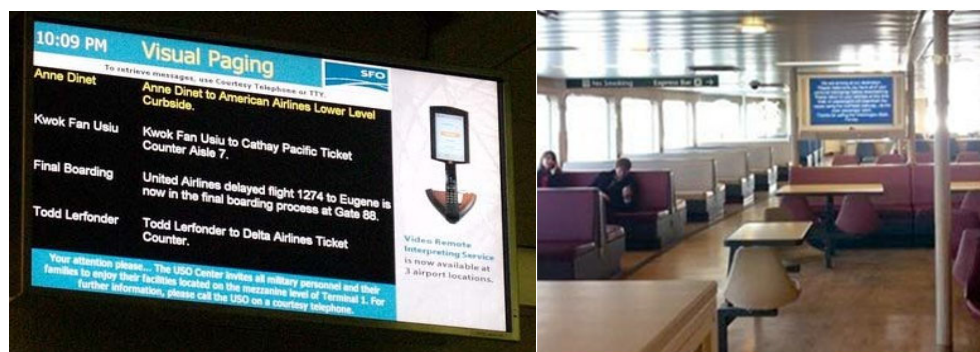 10:09 PM
Visual Paging
SFO
To retrieve messages, use Courtesy Telephone or TTY.
Anne Dinet
Anne Dinet to American Airlines Lower Level
Curbside.
Kwok Fan Usiu
Kwok Fan Usiu to Cathay Pacific Ticket
Counter Aisle 7.
Final Boarding
United Airlines delayed flight 1274 to Eugene is
now in the final boarding process at Gate 88.
Todd Lerfonder
Todd Lerfonder to Delta Airlines Ticket
Counter.
Video Remote
Interpreting Service
is now available at
3 airport locations.
Your attention please... The USO Center invites all military personnel and their
families to enjoy their facilities located on the mezzanine level of Terminal 1. For
further information, please call the USO on a courtesy telephone.
No Smoking
Express Bar